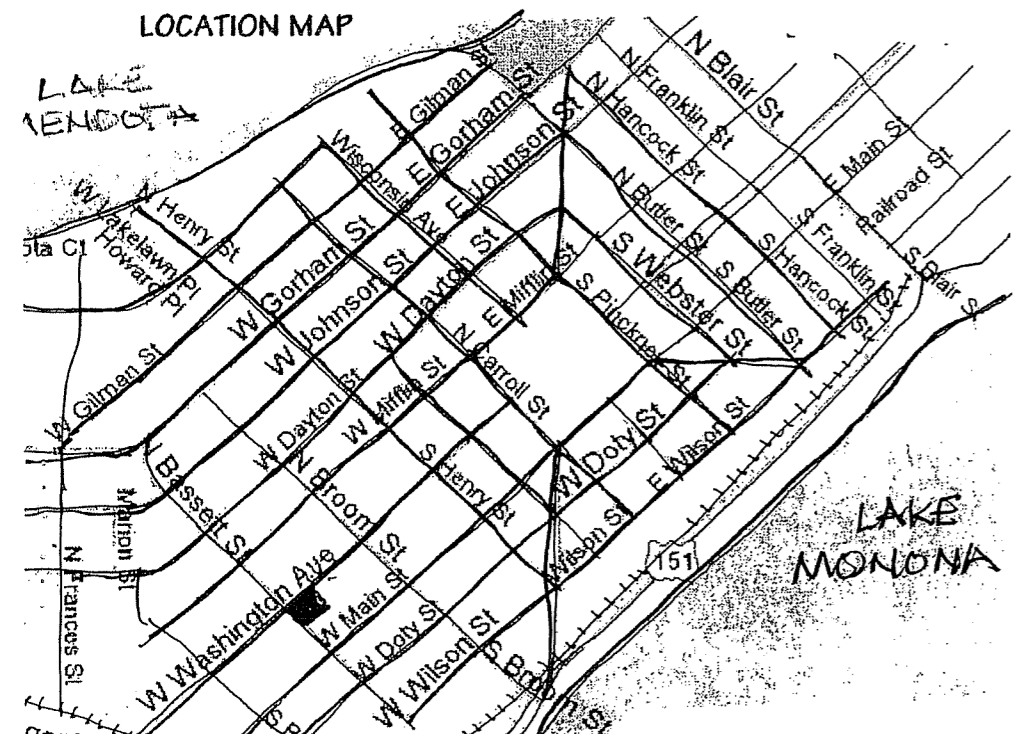 LOCATION MAP
LAKE
N Blair St
N Franklin St
N Hancock St
E Gilman St
E Gorham St
E Johnson St
Wisconsin Ave
E Main St
Railroad St
W Lakelawn Pl
Howard Pl
N Henry St
N Butler St
S Franklin St
S Hancock St
S Blair St
W Gorham St
W Johnson St
W Dayton St
E Mifflin St
S Webster St
S Butler St
S Pinckney St
N Carroll St
W Gilman St
W Dayton St
W Mifflin St
S Henry St
W Doty St
E Wilson St
N Bassett St
N Broom St
Marion St
N Frances St
W Washington Ave
W Main St
W Doty St
W Wilson St
Wilson St
S Broom St
151
LAKE
MONONA